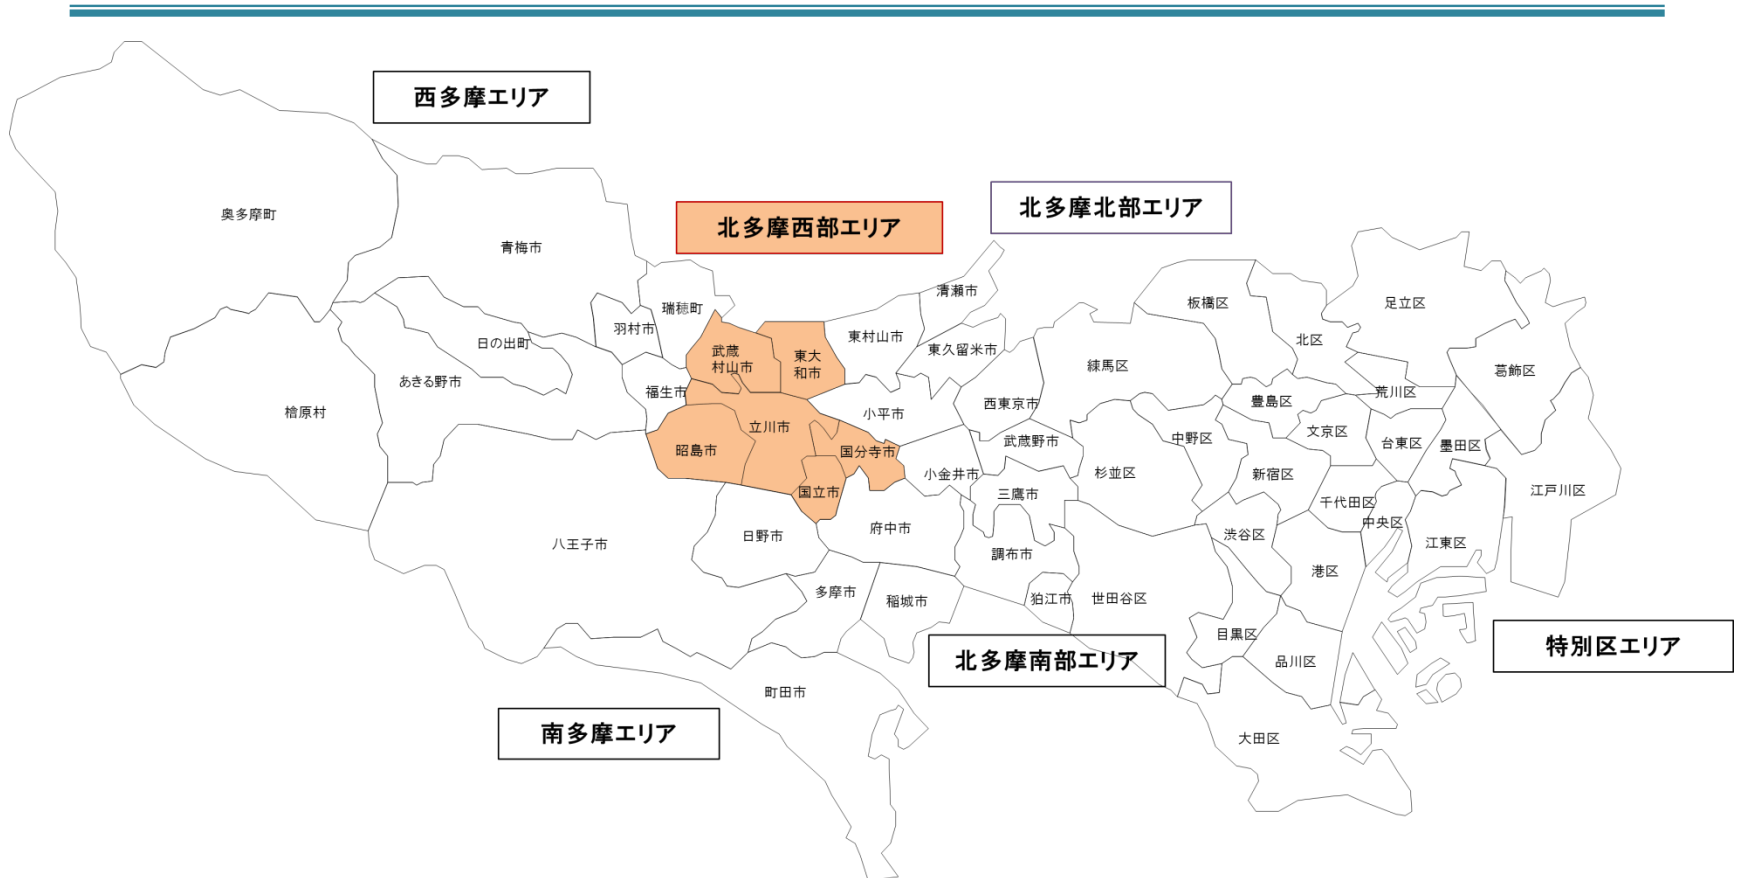 西多摩エリア
北多摩北部エリア
北多摩西部エリア
奥多摩町
青梅市
清瀬市
瑞穂町
板橋区
足立区
羽村市
東村山市
北区
日の出町
武蔵
村山市
東大
和市
東久留米市
練馬区
葛飾区
あきる野市
福生市
荒川区
檜原村
小平市
西東京市
豊島区
立川市
武蔵野市
中野区
文京区
台東区
墨田区
昭島市
国分寺市
小金井市
杉並区
新宿区
国立市
三鷹市
千代田区
江戸川区
中央区
八王子市
日野市
府中市
渋谷区
江東区
調布市
港区
多摩市
稲城市
狛江市
世田谷区
目黒区
特別区エリア
北多摩南部エリア
品川区
町田市
南多摩エリア
大田区